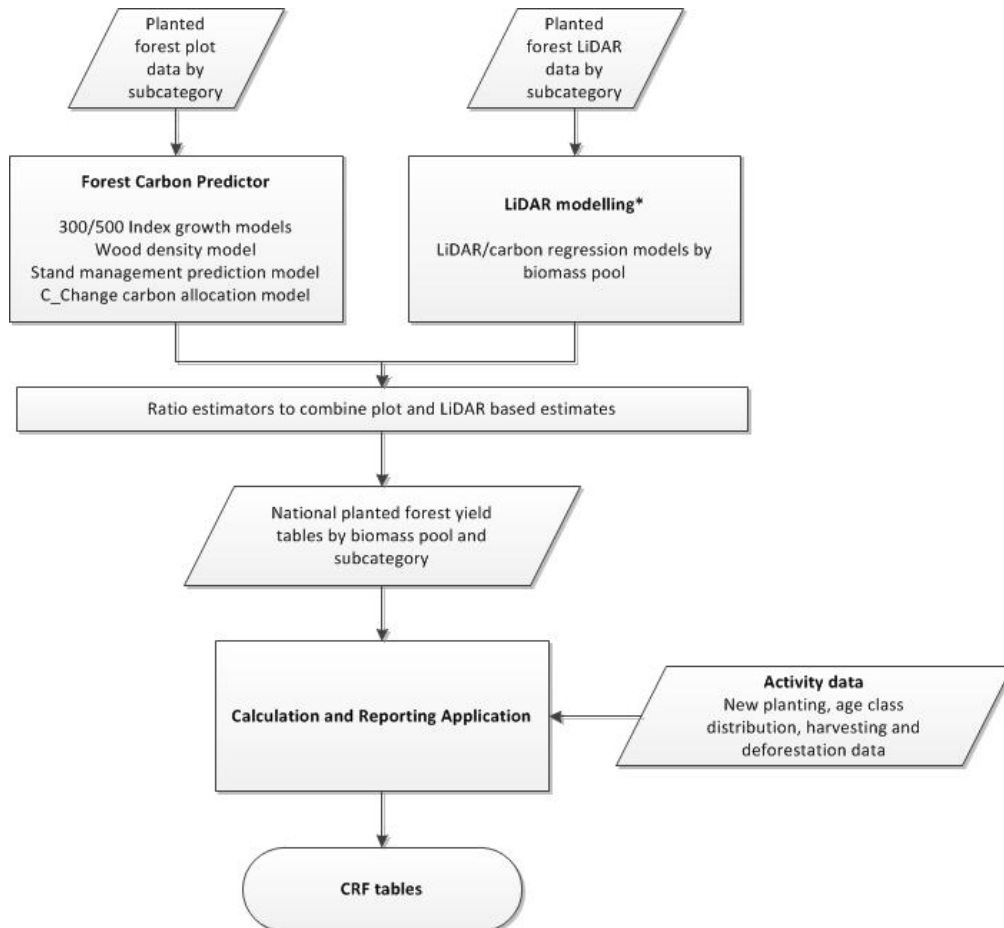 Planted
forest plot
data by
subcategory
Planted
forest LiDAR
data by
subcategory
Forest Carbon Predictor
300/500 Index growth models
Wood density model
Stand management prediction model
C_Change carbon allocation model
LiDAR modelling*
LiDAR/carbon regression models by
biomass pool
Ratio estimators to combine plot and LiDAR based estimates
National planted forest yield
tables by biomass pool and
subcategory
Calculation and Reporting Application
Activity data
New planting, age class
distribution, harvesting and
deforestation data
CRF tables